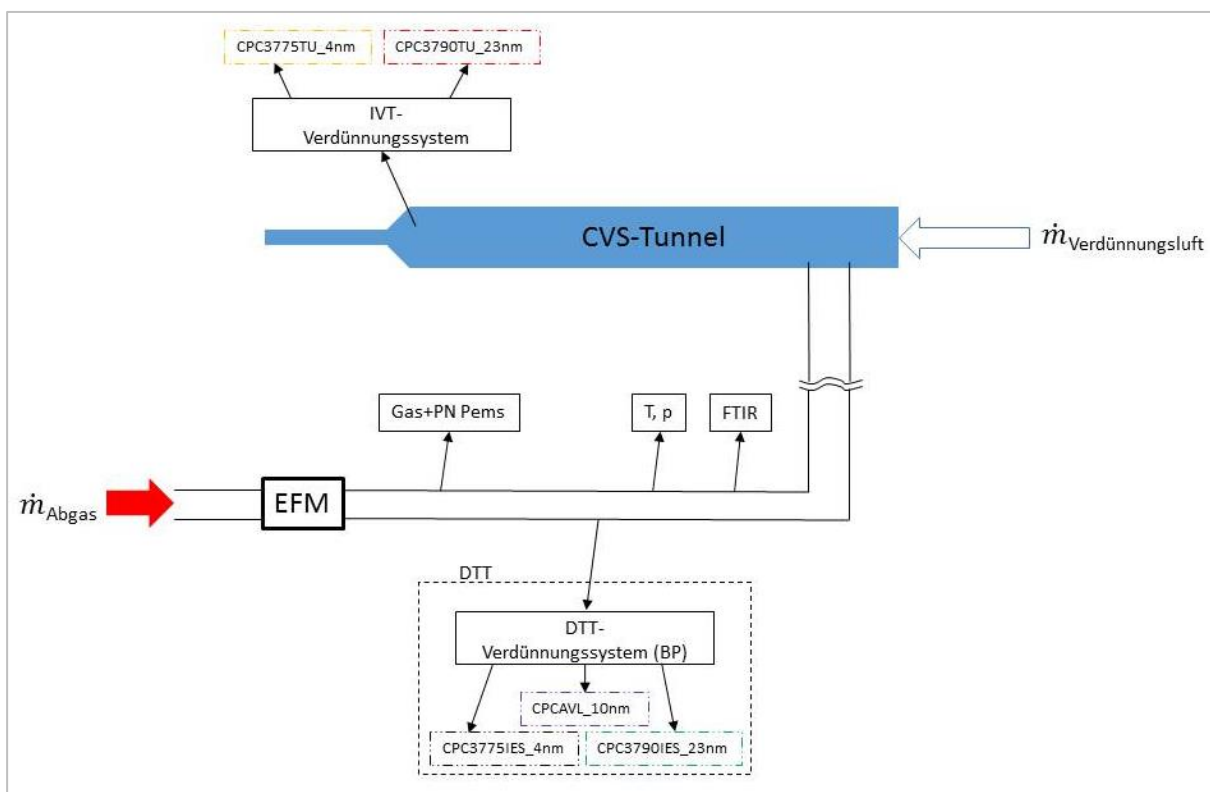 CPC3775TU_4nm
CPC3790TU_23nm
IVT-
Verdünnungssystem
CVS-Tunnel
ṁVerdünnungsluft
Gas+PN Pems
T, p
FTIR
ṁAbgas
EFM
DTT
DTT-
Verdünnungssystem (BP)
CPCAVL_10nm
CPC3775IES_4nm
CPC3790IES_23nm